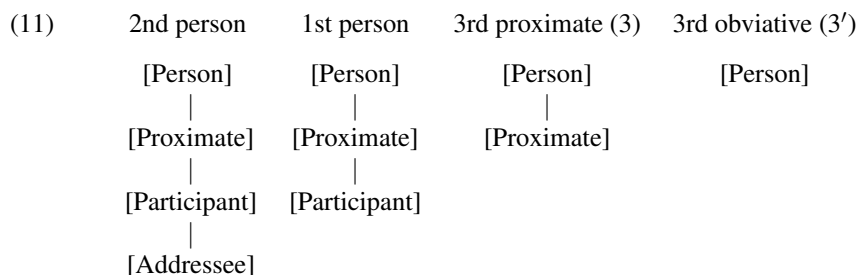 (11) 2nd person 1st person 3rd proximate (3) 3rd obviative (3′)
[Person] [Person] [Person] [Person]
[Proximate] [Proximate] [Proximate]
[Participant] [Participant]
[Addressee]